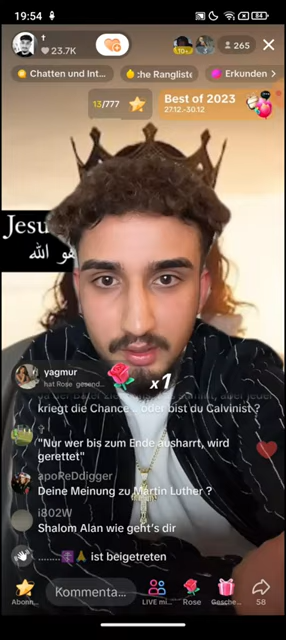 19:54
84
†
23.7K
265
Chatten und Int...
:he Rangliste
Erkunden
13/777
Best of 2023
27.12.-30.12
Jesu
هو الله
yagmur
hat Rose gesend...
x1
kriegt die Chance .. oder bist du Calvinist ?
"Nur wer bis zum Ende ausharrt, wird
gerettet"
apoReDdigger
Deine Meinung zu Martin Luther ?
i802W
Shalom Alan wie geht's dir
........ ist beigetreten
Abonn...
Kommenta...
LIVE mi...
Rose
Gesche...
58